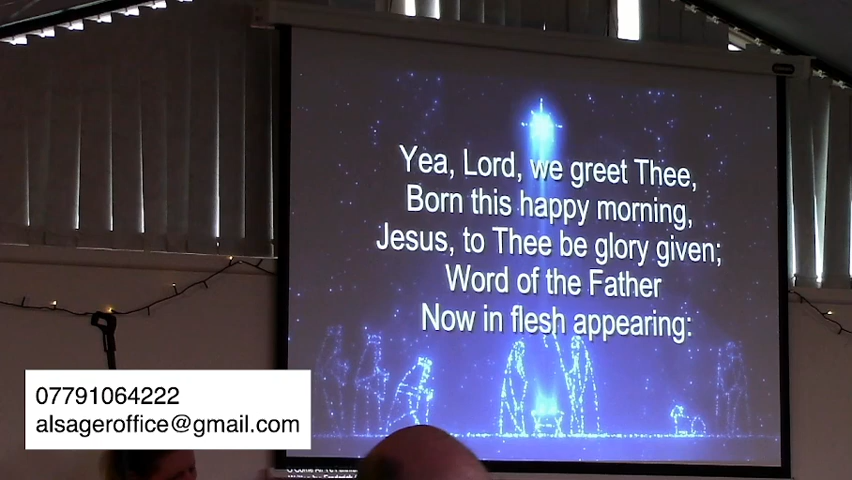 Yea, Lord, we greet Thee,
Born this happy morning,
Jesus, to Thee be glory given;
Word of the Father
Now in flesh appearing:
07791064222
alsageroffice@gmail.com